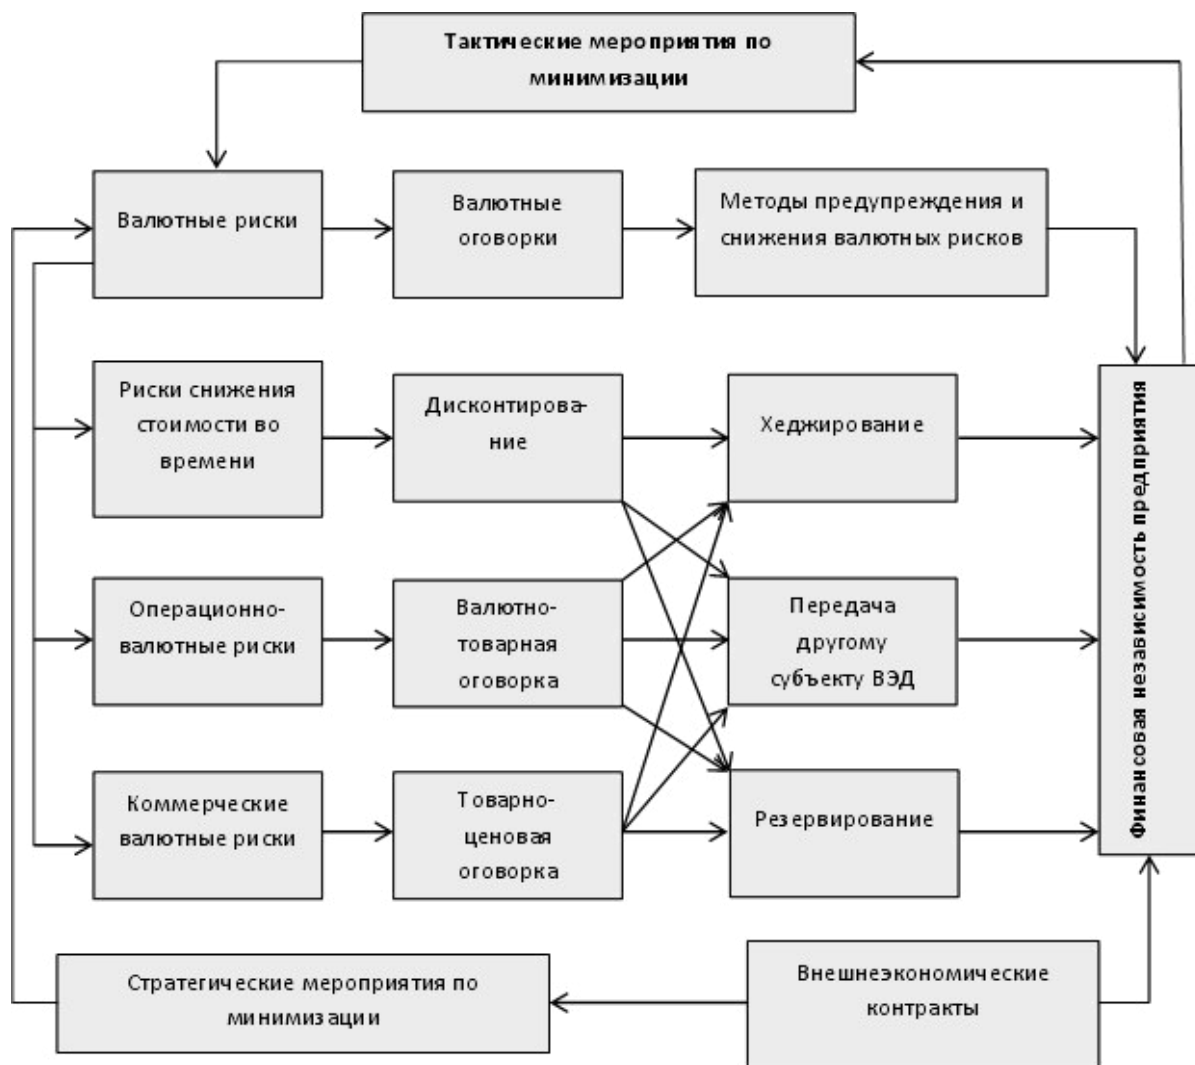 Тактические мероприятия по
минимизации
Валютные риски
Валютные
оговорки
Методы предупреждения и
снижения валютных рисков
Риски снижения
стоимости во
времени
Дисконтирова-
ние
Хеджирование
Операционно-
валютные риски
Валютно-
товарная
оговорка
Передача
другому
субъекту ВЭД
Коммерческие
валютные риски
Товарно-
ценовая
оговорка
Резервирование
Финансовая независимость предприятия
Стратегические мероприятия по
минимизации
Внешнеэкономические
контракты